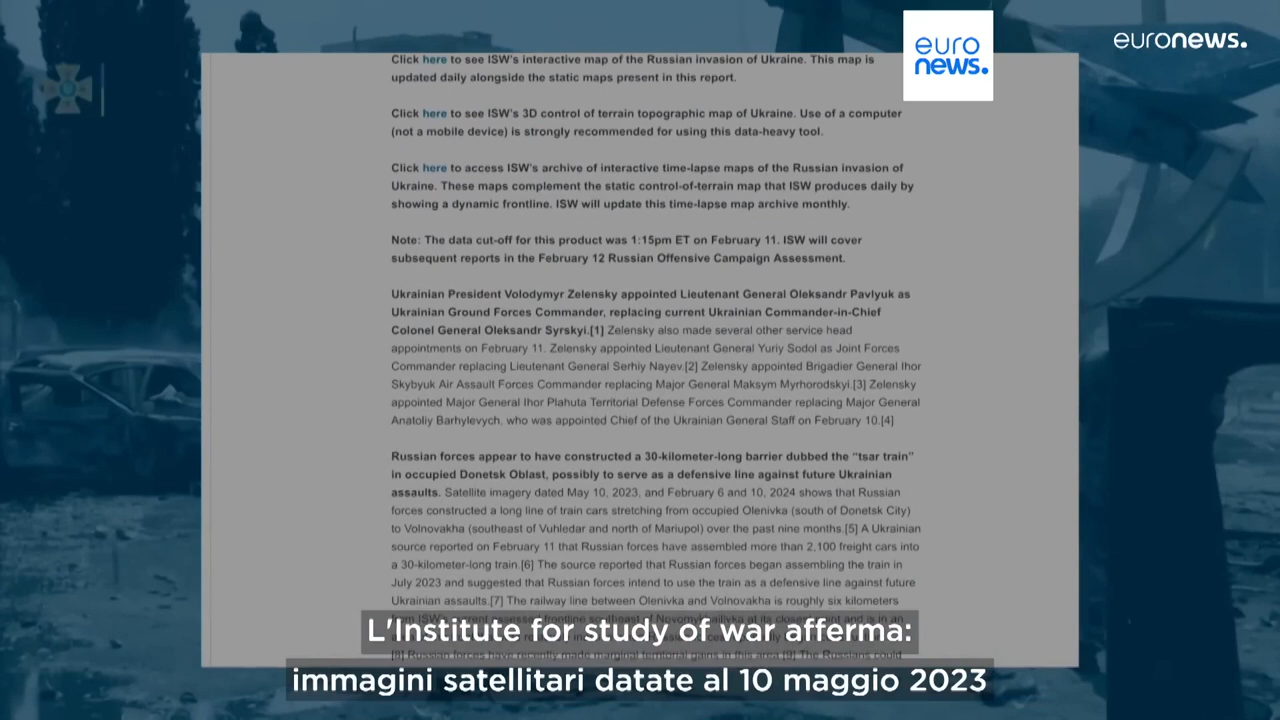 euro
news.
euronews.
Click here to see ISW's interactive map of the Russian invasion of Ukraine. This map is
updated daily alongside the static maps present in this report.
Click here to see ISW's 3D control of terrain topographic map of Ukraine. Use of a computer
(not a mobile device) is strongly recommended for using this data-heavy tool.
Click here to access ISW's archive of interactive time-lapse maps of the Russian invasion of
Ukraine. These maps complement the static control-of-terrain map that ISW produces daily by
showing a dynamic frontline. ISW will update this time-lapse map archive monthly.
Note: The data cut-off for this product was 1:15pm ET on February 11. ISW will cover
subsequent reports in the February 12 Russian Offensive Campaign Assessment.
Ukrainian President Volodymyr Zelensky appointed Lieutenant General Oleksandr Pavlyuk as
Ukrainian Ground Forces Commander, replacing current Ukrainian Commander-in-Chief
Colonel General Oleksandr Syrskyi.[1] Zelensky also made several other service head
appointments on February 11. Zelensky appointed Lieutenant General Yuriy Sodol as Joint Forces
Commander replacing Lieutenant General Serhiy Nayev.[2] Zelensky appointed Brigadier General Ihor
Skybyuk Air Assault Forces Commander replacing Major General Maksym Myrhorodskyi.[3] Zelensky
appointed Major General Ihor Plahuta Territorial Defense Forces Commander replacing Major General
Anatoliy Barhylevych, who was appointed Chief of the Ukrainian General Staff on February 10.[4]
Russian forces appear to have constructed a 30-kilometer-long barrier dubbed the “tsar train”
in occupied Donetsk Oblast, possibly to serve as a defensive line against future Ukrainian
assaults. Satellite imagery dated May 10, 2023, and February 6 and 10, 2024 shows that Russian
forces constructed a long line of train cars stretching from occupied Olenivka (south of Donetsk City)
to Volnovakha (southeast of Vuhledar and north of Mariupol) over the past nine months.[5] A Ukrainian
source reported on February 11 that Russian forces have assembled more than 2,100 freight cars into
a 30-kilometer-long train.[6] The source reported that Russian forces began assembling the train in
July 2023 and suggested that Russian forces intend to use the train as a defensive line against future
Ukrainian assaults.[7] The railway line between Olenivka and Volnovakha is roughly six kilometers
[8] Russian forces have recently made marginal territorial gains in this area.[9] The Russians could
L'Institute for study of war afferma:
immagini satellitari datate al 10 maggio 2023